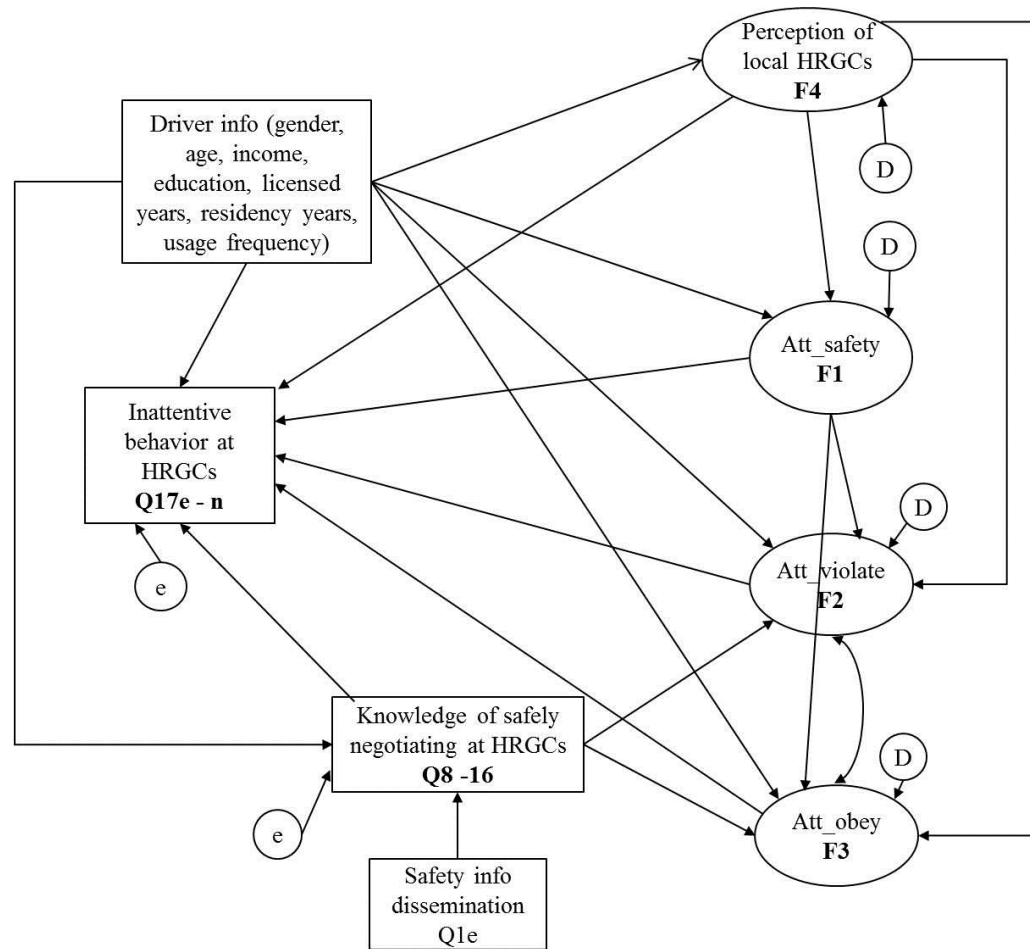 Perception of
local HRGCs
F4
Driver info (gender,
age, income,
education, licensed
years, residency years,
usage frequency)
D
D
Att_safety
F1
Inattentive
behavior at
HRGCs
Q17e - n
e
D
Att_violate
F2
Knowledge of safely
negotiating at HRGCs
Q8 -16
e
D
Att_obey
F3
Safety info
dissemination
Q1e